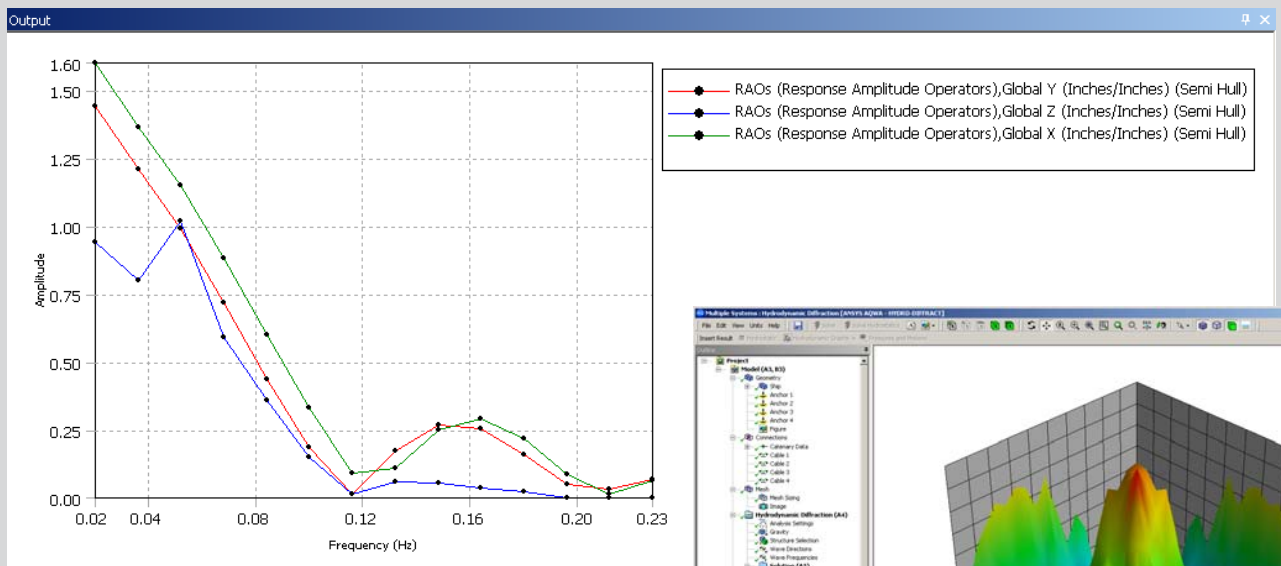 Output
1.60
1.50
1.25
1.00
0.75
0.50
0.25
0.00
Amplitude
0.02
0.04
0.08
0.12
0.16
0.20
0.23
Frequency (Hz)
RAOs (Response Amplitude Operators),Global Y (Inches/Inches) (Semi Hull)
RAOs (Response Amplitude Operators),Global Z (Inches/Inches) (Semi Hull)
RAOs (Response Amplitude Operators),Global X (Inches/Inches) (Semi Hull)
Multiple Systems : Hydrodynamic Diffraction [ANSYS AQWA - HYDRO-DIFFRACT]
File Edit View Units Help
Insert Result
Project
Model (A3, B3)
Geometry
Ship
Anchor 1
Anchor 2
Anchor 3
Anchor 4
Figure
Connections
Catenary Data
Cable 1
Cable 2
Cable 3
Cable 4
Mesh
Mesh Sizing
Image
Hydrodynamic Diffraction (A4)
Analysis Settings
Gravity
Structure Selection
Wave Directions
Wave Frequencies